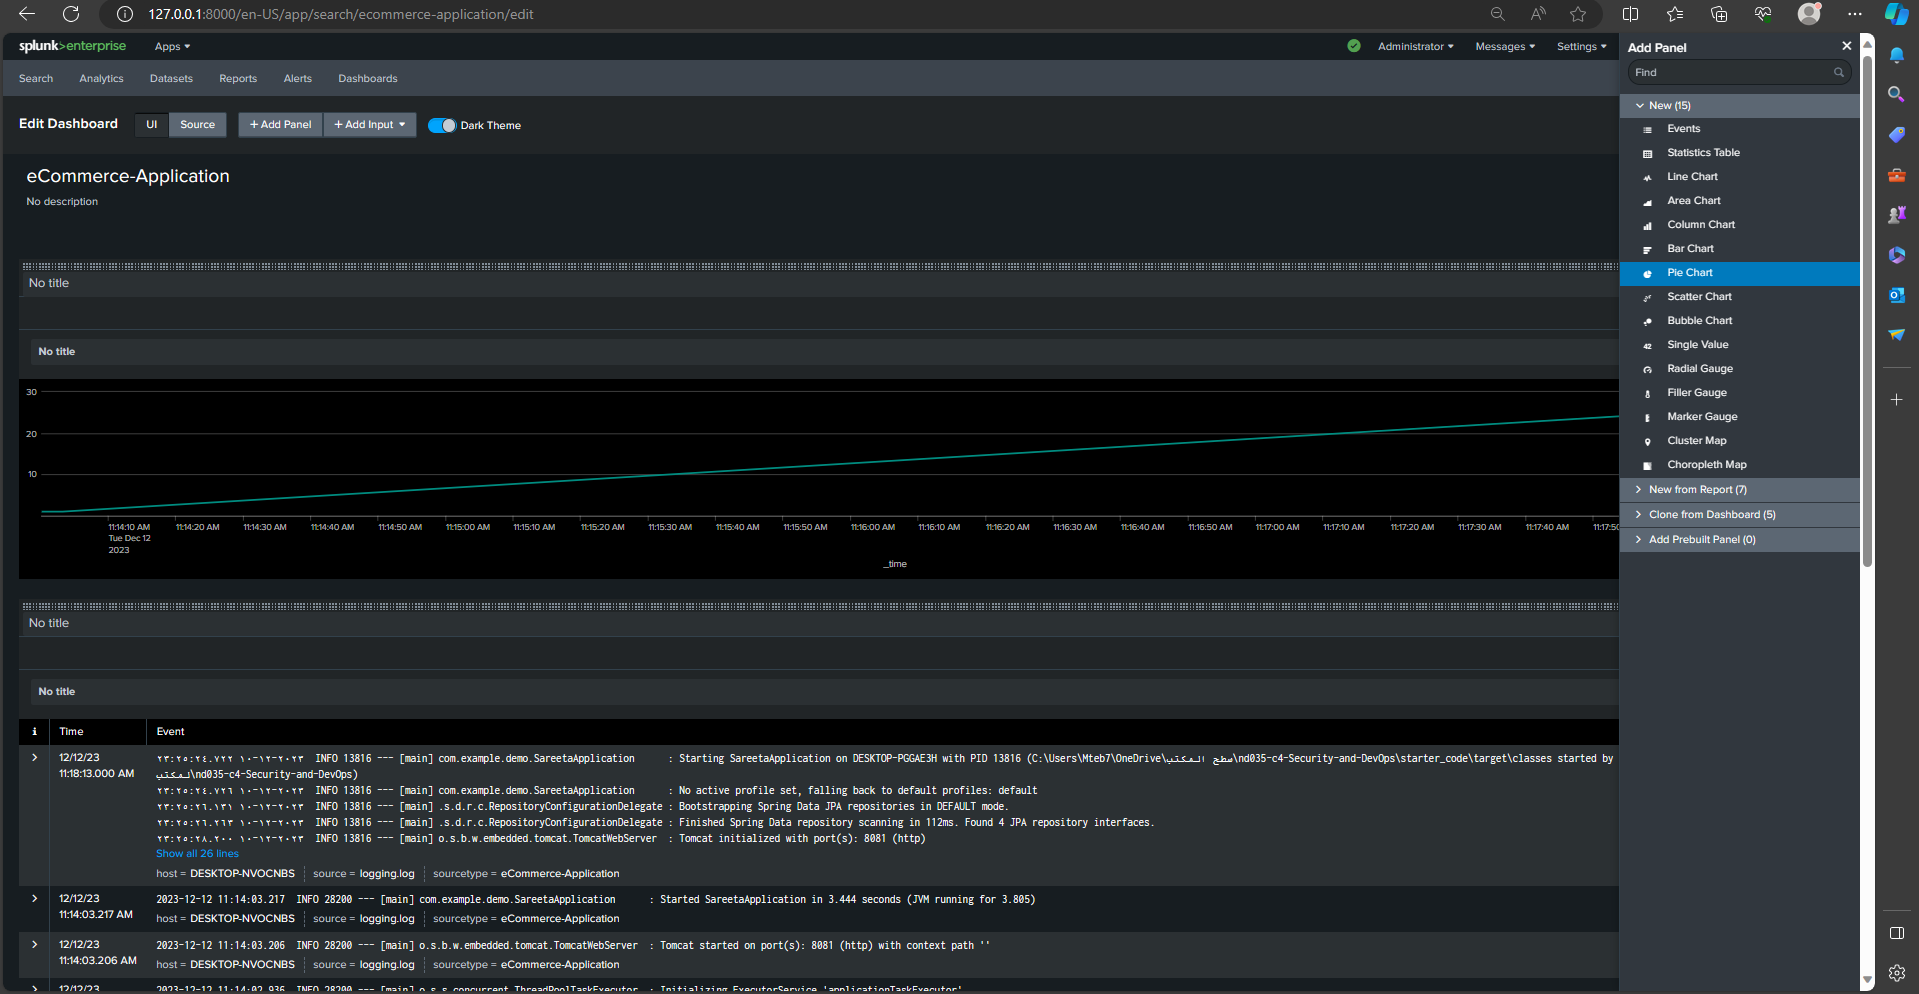 127.0.0.1:8000/en-US/app/search/ecommerce-application/edit
splunk>enterprise Apps Administrator Messages Settings
Search Analytics Datasets Reports Alerts Dashboards
Edit Dashboard UI Source + Add Panel + Add Input Dark Theme
eCommerce-Application
No description
No title
No title
30
20
10
11:14:10 AM 11:14:20 AM 11:14:30 AM 11:14:40 AM 11:14:50 AM 11:15:00 AM 11:15:10 AM 11:15:20 AM 11:15:30 AM 11:15:40 AM 11:15:50 AM 11:16:00 AM 11:16:10 AM 11:16:20 AM 11:16:30 AM 11:16:40 AM 11:16:50 AM 11:17:00 AM 11:17:10 AM 11:17:20 AM 11:17:30 AM 11:17:40 AM 11:17:50
Tue Dec 12
2023
_time
No title
No title
i Time Event
12/12/23
11:18:13.000 AM
٢٣:٢٥:٢٤.٧٢٢ ١٠-١٢-٢٠٢٣ INFO 13816 --- [main] com.example.demo.SareetaApplication : Starting SareetaApplication on DESKTOP-PGGAE3H with PID 13816 (C:\Users\Mteb7\OneDrive\سطح المكتب\nd035-c4-Security-and-DevOps\starter_code\target\classes started by
لمكتب\nd035-c4-Security-and-DevOps)
٢٣:٢٥:٢٤.٧٢٦ ١٠-١٢-٢٠٢٣ INFO 13816 --- [main] com.example.demo.SareetaApplication : No active profile set, falling back to default profiles: default
٢٣:٢٥:٢٦.١٣١ ١٠-١٢-٢٠٢٣ INFO 13816 --- [main] .s.d.r.c.RepositoryConfigurationDelegate : Bootstrapping Spring Data JPA repositories in DEFAULT mode.
٢٣:٢٥:٢٦.٢٦٣ ١٠-١٢-٢٠٢٣ INFO 13816 --- [main] .s.d.r.c.RepositoryConfigurationDelegate : Finished Spring Data repository scanning in 112ms. Found 4 JPA repository interfaces.
٢٣:٢٥:٢٨.٢٠٠ ١٠-١٢-٢٠٢٣ INFO 13816 --- [main] o.s.b.w.embedded.tomcat.TomcatWebServer : Tomcat initialized with port(s): 8081 (http)
Show all 26 lines
host = DESKTOP-NVOCNBS source = logging.log sourcetype = eCommerce-Application
12/12/23
11:14:03.217 AM
2023-12-12 11:14:03.217 INFO 28200 --- [main] com.example.demo.SareetaApplication : Started SareetaApplication in 3.444 seconds (JVM running for 3.805)
host = DESKTOP-NVOCNBS source = logging.log sourcetype = eCommerce-Application
12/12/23
11:14:03.206 AM
2023-12-12 11:14:03.206 INFO 28200 --- [main] o.s.b.w.embedded.tomcat.TomcatWebServer : Tomcat started on port(s): 8081 (http) with context path ''
host = DESKTOP-NVOCNBS source = logging.log sourcetype = eCommerce-Application
12/12/23 2023-12-12 11:14:02.936 INFO 28200 --- [main] o.s.s.concurrent.ThreadPoolTaskExecutor : Initializing ExecutorService 'applicationTaskExecutor'
Add Panel
Find
New (15)
Events
Statistics Table
Line Chart
Area Chart
Column Chart
Bar Chart
Pie Chart
Scatter Chart
Bubble Chart
42 Single Value
Radial Gauge
Filler Gauge
Marker Gauge
Cluster Map
Choropleth Map
New from Report (7)
Clone from Dashboard (5)
Add Prebuilt Panel (0)